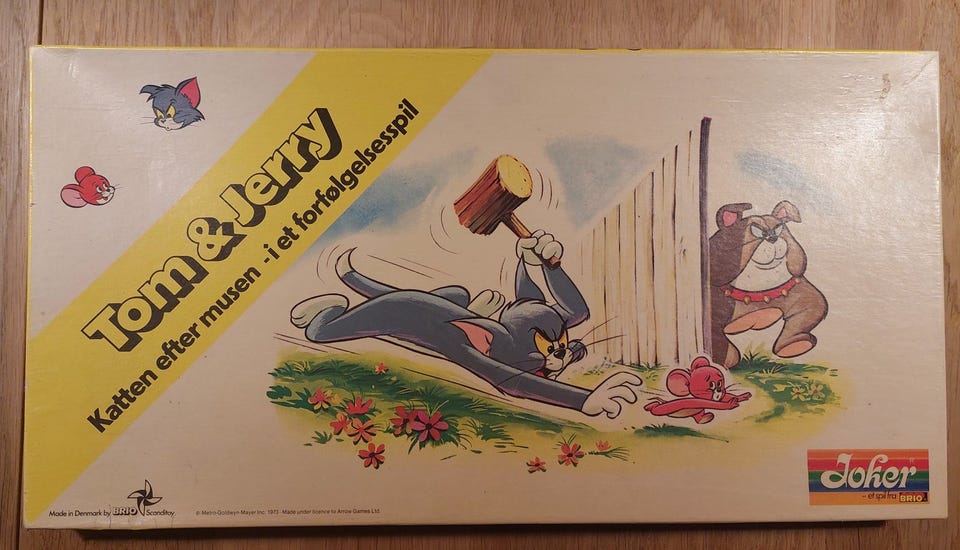 Tom & Jerry
Katten efter musen - i et forfølgelsesspil
Joker
- et spil fra BRIO
Made in Denmark by BRIO Scanditoy
© Metro-Goldwyn-Mayer Inc. 1973 - Made under licence to Arrow Games Ltd.